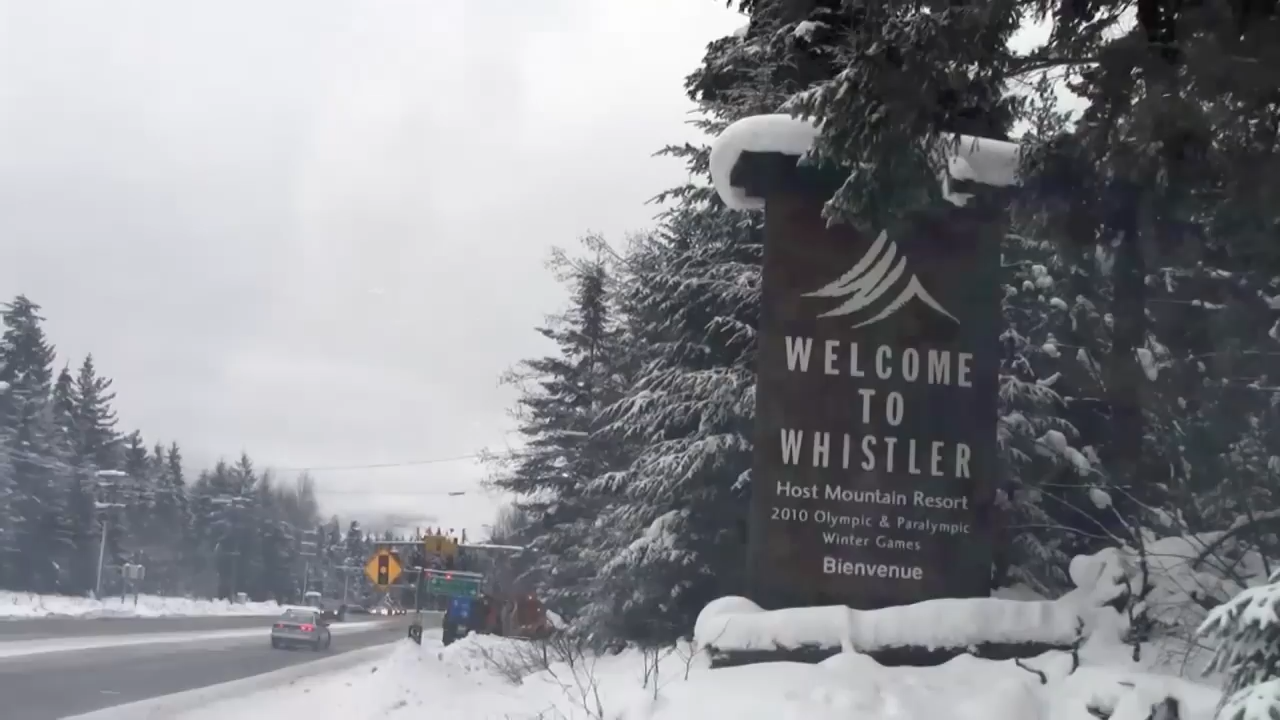 WELCOME
TO
WHISTLER
Host Mountain Resort
2010 Olympic & Paralympic
Winter Games
Bienvenue